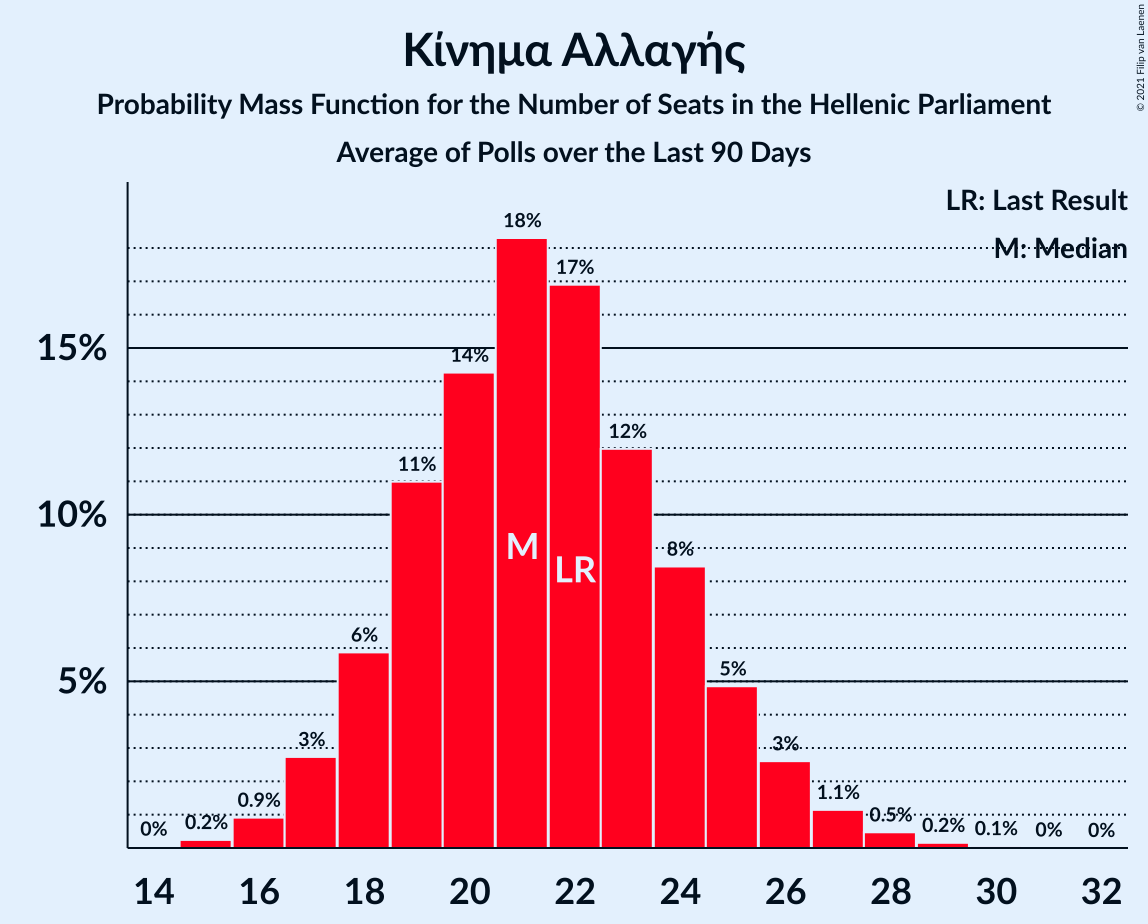 Κίνημα Αλλαγής
Probability Mass Function for the Number of Seats in the Hellenic Parliament
Average of Polls over the Last 90 Days
© 2021 Filip van Laenen
LR: Last Result
M: Median
18%
17%
15%
14%
12%
11%
10%
M
8%
LR
6%
5%
5%
3%
3%
0.9%
1.1%
0%
0.2%
0.5%
0.2%
0.1%
0%
0%
14 16 18 20 22 24 26 28 30 32